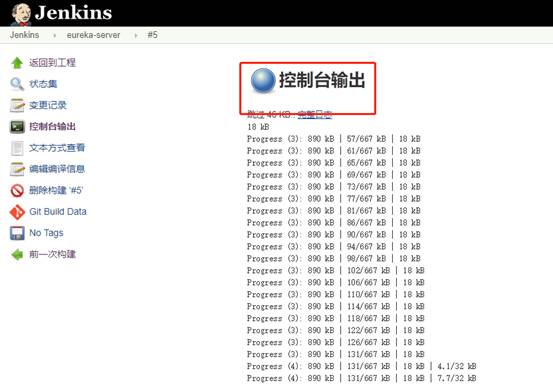 Jenkins
Jenkins › eureka-server › #5
返回到工程
状态集
变更记录
控制台输出
文本方式查看
编辑编译信息
删除构建 '#5'
Git Build Data
No Tags
前一次构建
控制台输出
跳过 46 KB.. 完整日志
18 kB
Progress (3): 890 kB | 57/667 kB | 18 kB
Progress (3): 890 kB | 61/667 kB | 18 kB
Progress (3): 890 kB | 65/667 kB | 18 kB
Progress (3): 890 kB | 69/667 kB | 18 kB
Progress (3): 890 kB | 73/667 kB | 18 kB
Progress (3): 890 kB | 77/667 kB | 18 kB
Progress (3): 890 kB | 81/667 kB | 18 kB
Progress (3): 890 kB | 86/667 kB | 18 kB
Progress (3): 890 kB | 90/667 kB | 18 kB
Progress (3): 890 kB | 94/667 kB | 18 kB
Progress (3): 890 kB | 98/667 kB | 18 kB
Progress (3): 890 kB | 102/667 kB | 18 kB
Progress (3): 890 kB | 106/667 kB | 18 kB
Progress (3): 890 kB | 110/667 kB | 18 kB
Progress (3): 890 kB | 114/667 kB | 18 kB
Progress (3): 890 kB | 118/667 kB | 18 kB
Progress (3): 890 kB | 122/667 kB | 18 kB
Progress (3): 890 kB | 126/667 kB | 18 kB
Progress (3): 890 kB | 131/667 kB | 18 kB
Progress (4): 890 kB | 131/667 kB | 18 kB | 4.1/32 kB
Progress (4): 890 kB | 131/667 kB | 18 kB | 7.7/32 kB